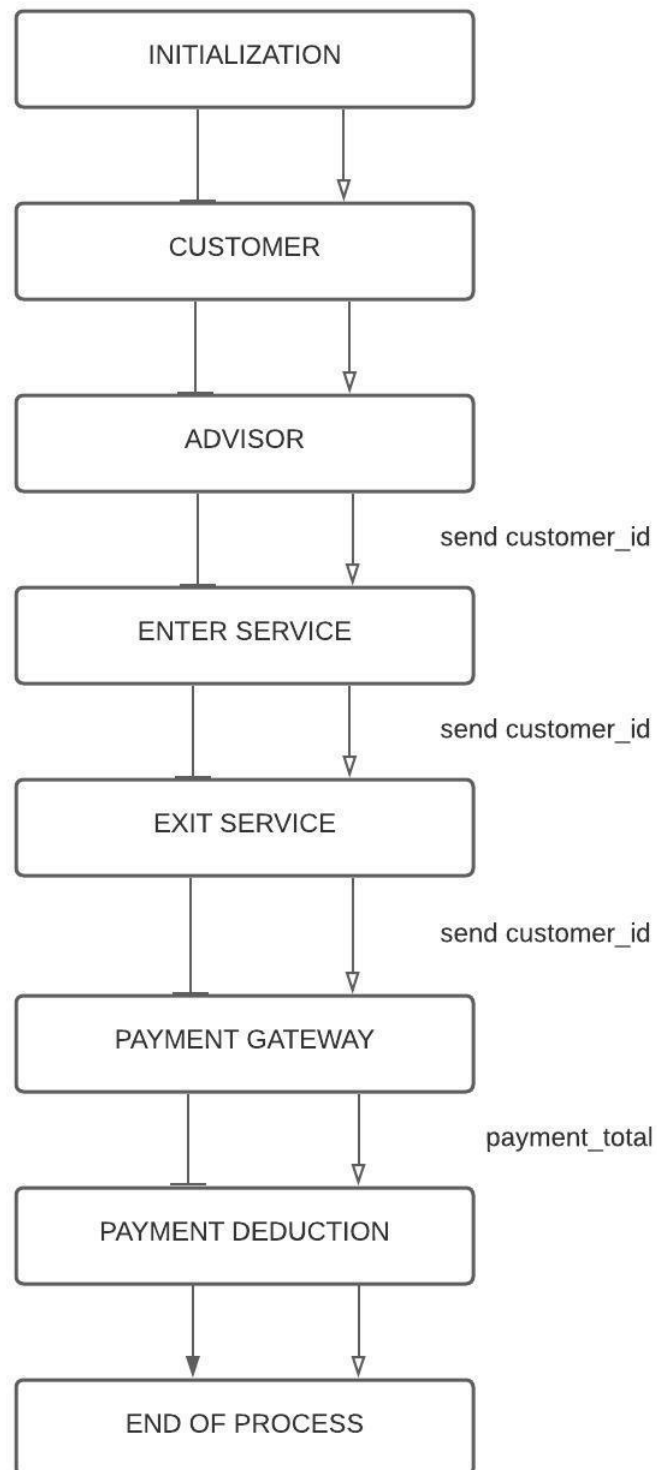 INITIALIZATION
CUSTOMER
ADVISOR
send customer_id
ENTER SERVICE
send customer_id
EXIT SERVICE
send customer_id
PAYMENT GATEWAY
payment_total
PAYMENT DEDUCTION
END OF PROCESS